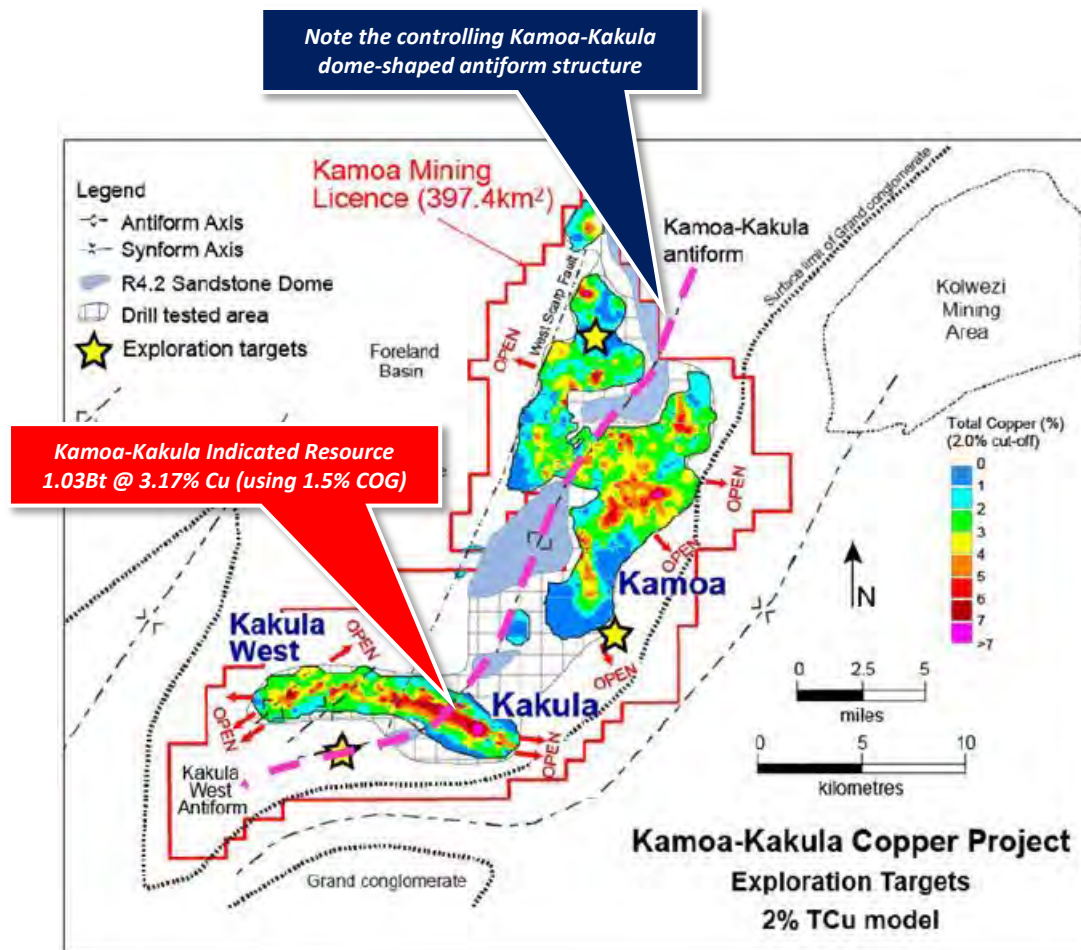 Note the controlling Kamoa-Kakula
dome-shaped antiform structure
Kamoa Mining
Licence (397.4km²)
Legend
Antiform Axis
Synform Axis
R4.2 Sandstone Dome
Drill tested area
Exploration targets
Kamoa-Kakula
antiform
Surface limit of Grand conglomerate
Kolwezi
Mining
Area
West Scarp Fault
Foreland
Basin
OPEN
Kamoa-Kakula Indicated Resource
1.03Bt @ 3.17% Cu (using 1.5% COG)
Total Copper (%)
(2.0% cut-off)
0
1
2
3
4
5
6
7
>7
OPEN
OPEN
Kamoa
N
Kakula
West
OPEN
OPEN
Kakula
OPEN
OPEN
Kakula
West
Antiform
0 2.5 5
miles
0 5 10
kilometres
Grand conglomerate
Kamoa-Kakula Copper Project
Exploration Targets
2% TCu model